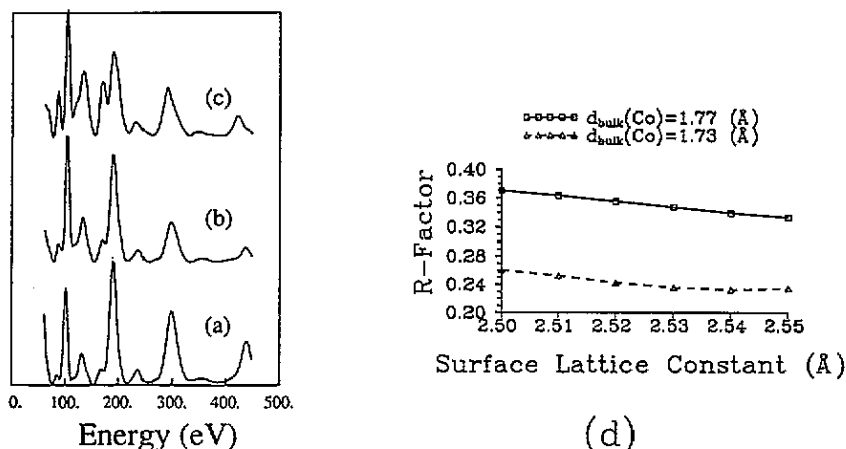 (c)
(b)
(a)
0. 100. 200. 300. 400. 500.
Energy (eV)
d_bulk(Co)=1.77 (Å)
d_bulk(Co)=1.73 (Å)
R-Factor
0.40
0.36
0.32
0.28
0.24
0.20
2.50 2.51 2.52 2.53 2.54 2.55
Surface Lattice Constant (Å)
(d)